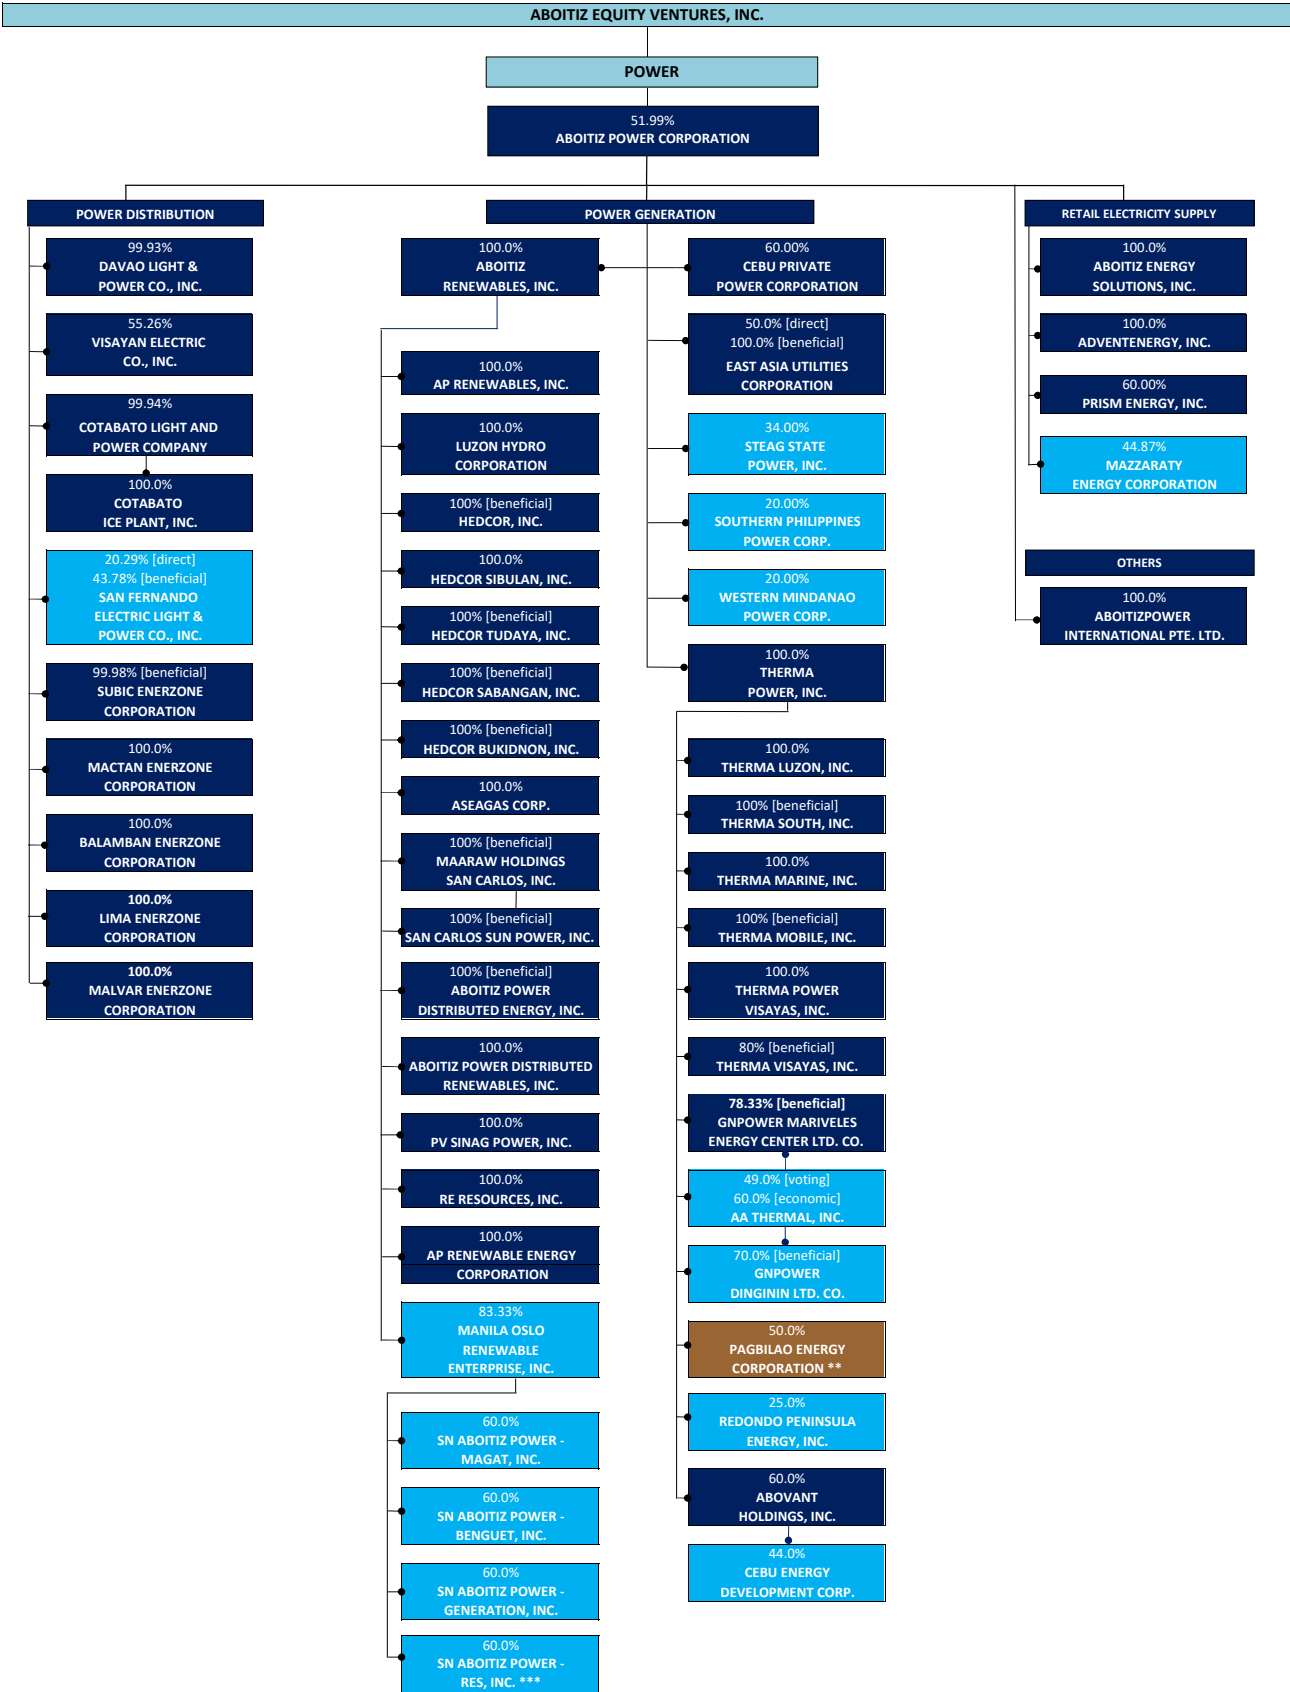 ABOITIZ EQUITY VENTURES, INC.
POWER
51.99%
ABOITIZ POWER CORPORATION
POWER DISTRIBUTION
99.93%
DAVAO LIGHT &
POWER CO., INC.
55.26%
VISAYAN ELECTRIC
CO., INC.
99.94%
COTABATO LIGHT AND
POWER COMPANY
100.0%
COTABATO
ICE PLANT, INC.
20.29% [direct]
43.78% [beneficial]
SAN FERNANDO
ELECTRIC LIGHT &
POWER CO., INC.
99.98% [beneficial]
SUBIC ENERZONE
CORPORATION
100.0%
MACTAN ENERZONE
CORPORATION
100.0%
BALAMBAN ENERZONE
CORPORATION
100.0%
LIMA ENERZONE
CORPORATION
100.0%
MALVAR ENERZONE
CORPORATION
POWER GENERATION
100.0%
ABOITIZ
RENEWABLES, INC.
100.0%
AP RENEWABLES, INC.
100.0%
LUZON HYDRO
CORPORATION
100% [beneficial]
HEDCOR, INC.
100.0%
HEDCOR SIBULAN, INC.
100% [beneficial]
HEDCOR TUDAYA, INC.
100% [beneficial]
HEDCOR SABANGAN, INC.
100% [beneficial]
HEDCOR BUKIDNON, INC.
100.0%
ASEAGAS CORP.
100% [beneficial]
MAARAW HOLDINGS
SAN CARLOS, INC.
100% [beneficial]
SAN CARLOS SUN POWER, INC.
100% [beneficial]
ABOITIZ POWER
DISTRIBUTED ENERGY, INC.
100.0%
ABOITIZ POWER DISTRIBUTED
RENEWABLES, INC.
100.0%
PV SINAG POWER, INC.
100.0%
RE RESOURCES, INC.
100.0%
AP RENEWABLE ENERGY
CORPORATION
83.33%
MANILA OSLO
RENEWABLE
ENTERPRISE, INC.
60.0%
SN ABOITIZ POWER -
MAGAT, INC.
60.0%
SN ABOITIZ POWER -
BENGUET, INC.
60.0%
SN ABOITIZ POWER -
GENERATION, INC.
60.0%
SN ABOITIZ POWER -
RES, INC. ***
60.00%
CEBU PRIVATE
POWER CORPORATION
50.0% [direct]
100.0% [beneficial]
EAST ASIA UTILITIES
CORPORATION
34.00%
STEAG STATE
POWER, INC.
20.00%
SOUTHERN PHILIPPINES
POWER CORP.
20.00%
WESTERN MINDANAO
POWER CORP.
100.0%
THERMA
POWER, INC.
100.0%
THERMA LUZON, INC.
100% [beneficial]
THERMA SOUTH, INC.
100.0%
THERMA MARINE, INC.
100% [beneficial]
THERMA MOBILE, INC.
100.0%
THERMA POWER
VISAYAS, INC.
80% [beneficial]
THERMA VISAYAS, INC.
78.33% [beneficial]
GNPOWER MARIVELES
ENERGY CENTER LTD. CO.
49.0% [voting]
60.0% [economic]
AA THERMAL, INC.
70.0% [beneficial]
GNPOWER
DINGININ LTD. CO.
50.0%
PAGBILAO ENERGY
CORPORATION **
25.0%
REDONDO PENINSULA
ENERGY, INC.
60.0%
ABOVANT
HOLDINGS, INC.
44.0%
CEBU ENERGY
DEVELOPMENT CORP.
RETAIL ELECTRICITY SUPPLY
100.0%
ABOITIZ ENERGY
SOLUTIONS, INC.
100.0%
ADVENTENERGY, INC.
60.00%
PRISM ENERGY, INC.
44.87%
MAZZARATY
ENERGY CORPORATION
OTHERS
100.0%
ABOITIZPOWER
INTERNATIONAL PTE. LTD.